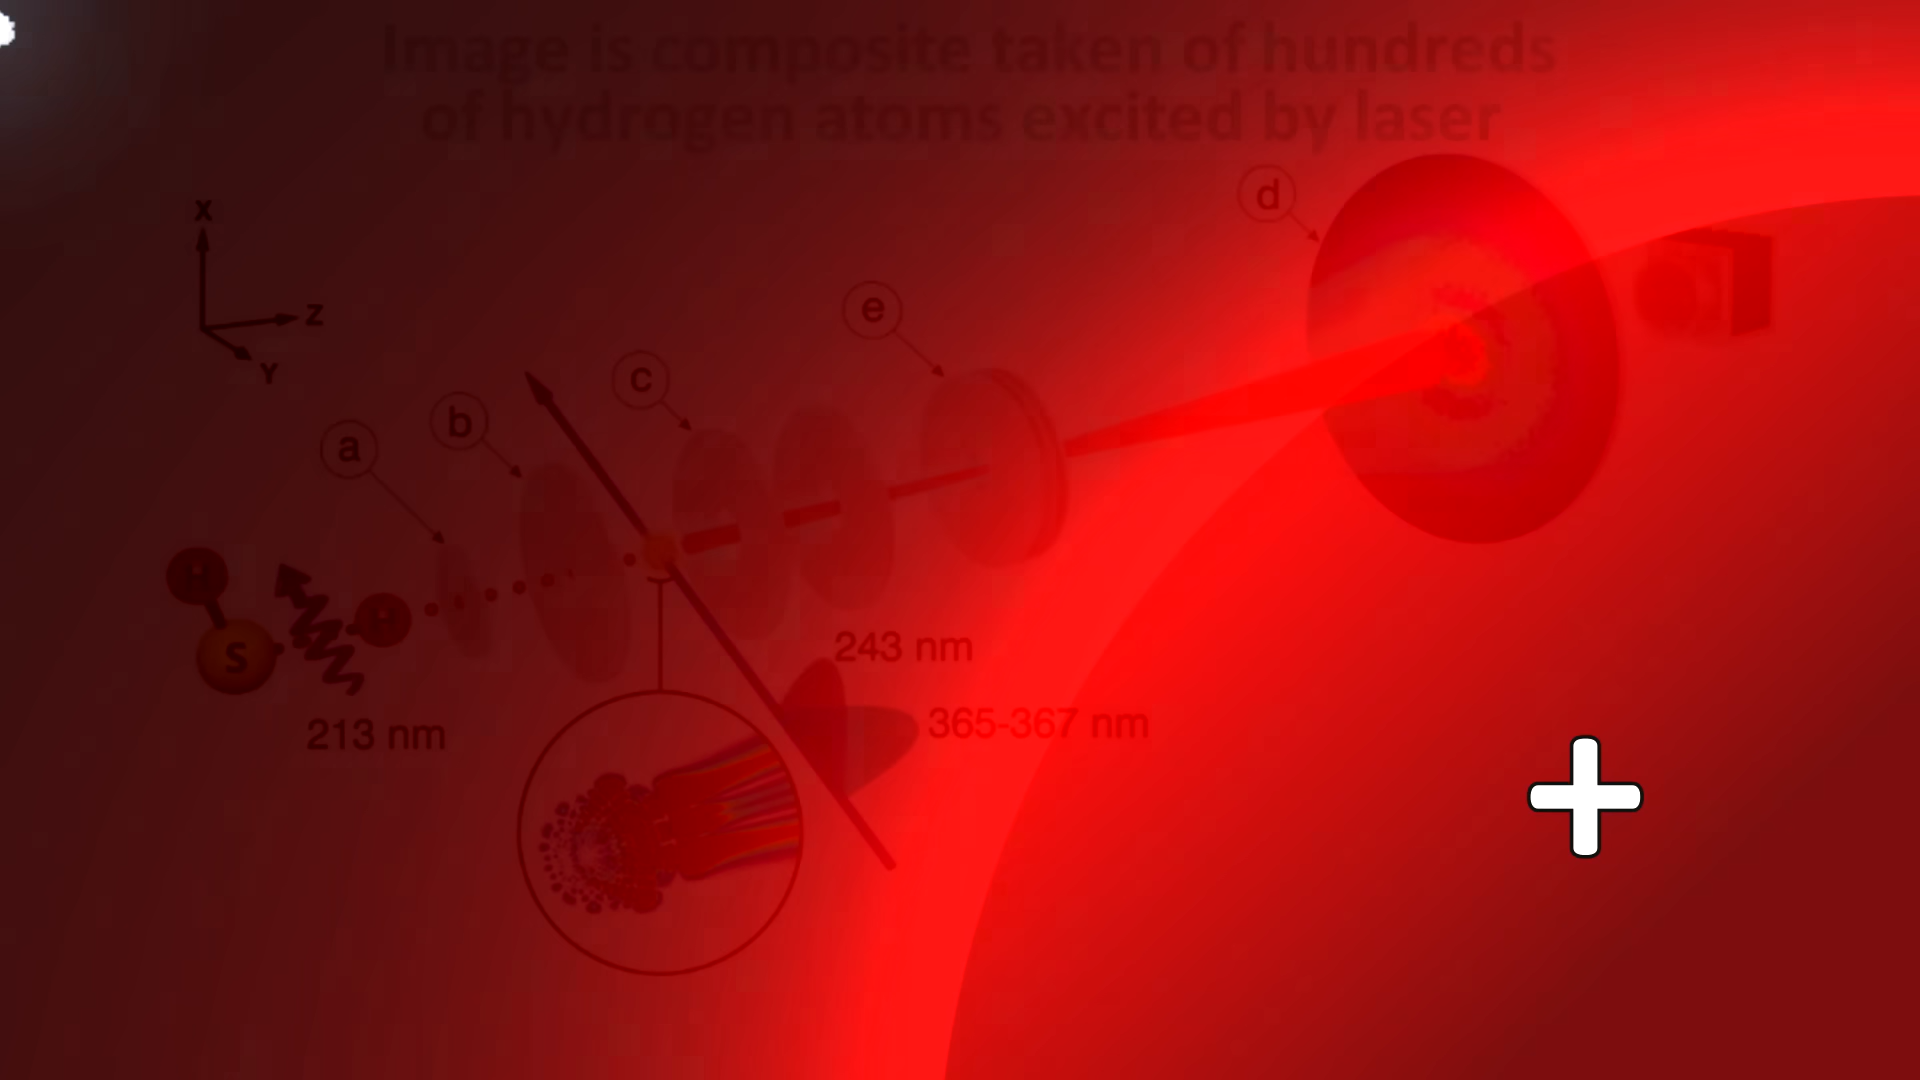 Image is composite taken of hundreds
of hydrogen atoms excited by laser
d
X
Z
e
Y
c
b
a
H
H
S
243 nm
213 nm
365-367 nm